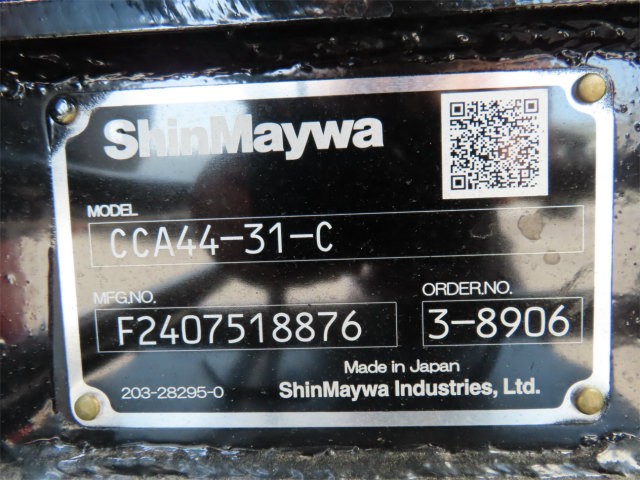 ShinMaywa
MODEL
CCA44-31-C
MFG.NO. ORDER.NO.
F2407518876 3-8906
Made in Japan
203-28295-0 ShinMaywa Industries, Ltd.